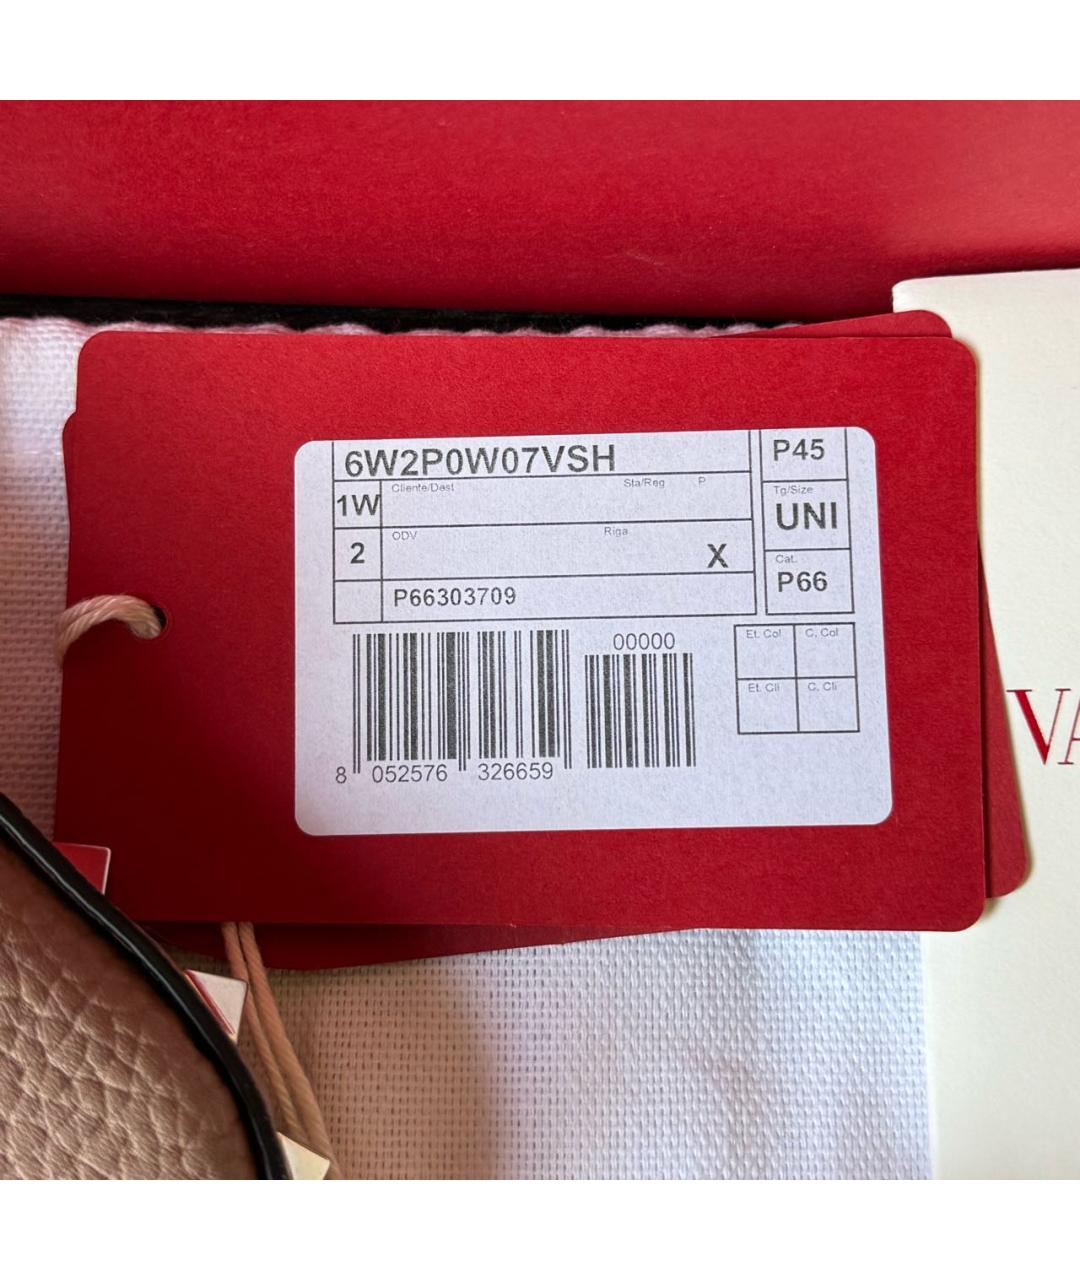 6W2P0W07VSH
P45
1W
Cliente/Dest
Sta/Reg
P
Tg/Size
UNI
2
ODV
Riga
X
Cat.
P66
P66303709
00000
Et. Col
C. Col
Et. Cli
C. Cli
8 052576 326659